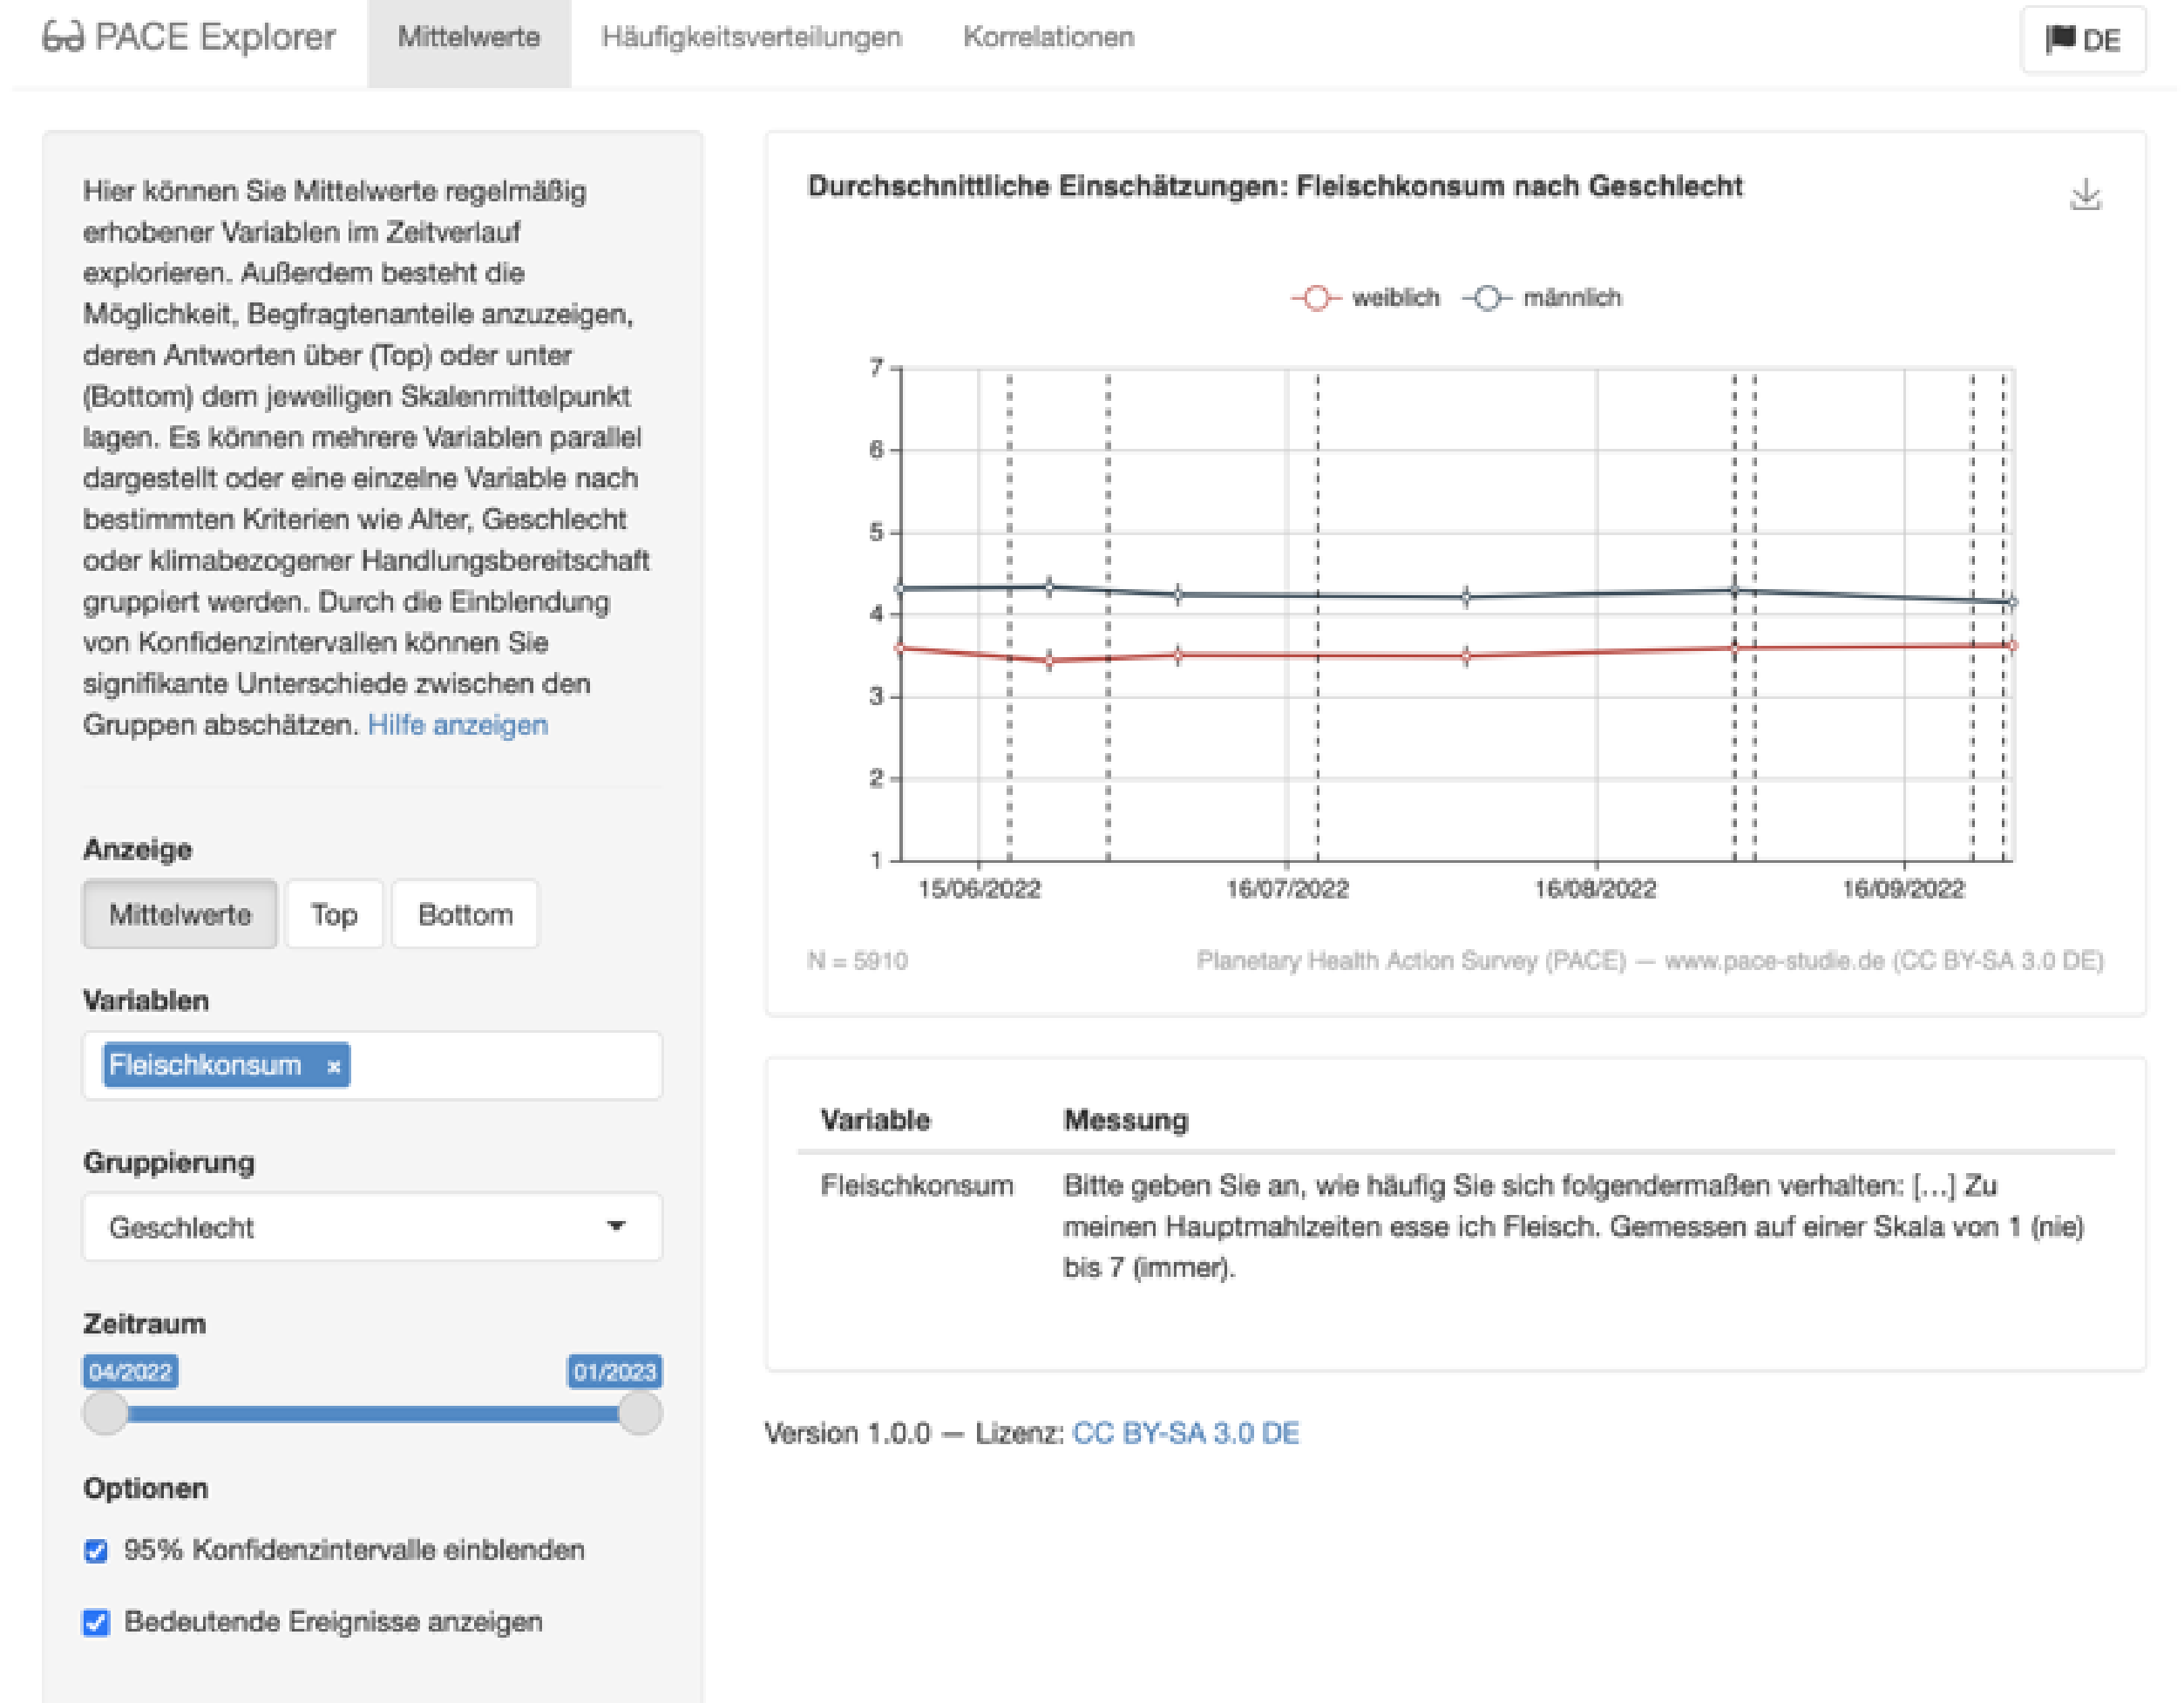 PACE Explorer Mittelwerte Häufigkeitsverteilungen Korrelationen DE
Hier können Sie Mittelwerte regelmäßig
erhobener Variablen im Zeitverlauf
explorieren. Außerdem besteht die
Möglichkeit, Begfragtenanteile anzuzeigen,
deren Antworten über (Top) oder unter
(Bottom) dem jeweiligen Skalenmittelpunkt
lagen. Es können mehrere Variablen parallel
dargestellt oder eine einzelne Variable nach
bestimmten Kriterien wie Alter, Geschlecht
oder klimabezogener Handlungsbereitschaft
gruppiert werden. Durch die Einblendung
von Konfidenzintervallen können Sie
signifikante Unterschiede zwischen den
Gruppen abschätzen. Hilfe anzeigen
Anzeige
Mittelwerte Top Bottom
Variablen
Fleischkonsum ×
Gruppierung
Geschlecht
Zeitraum
04/2022 01/2023
Optionen
95% Konfidenzintervalle einblenden
Bedeutende Ereignisse anzeigen
Durchschnittliche Einschätzungen: Fleischkonsum nach Geschlecht
weiblich männlich
7
6
5
4
3
2
1
15/06/2022 16/07/2022 16/08/2022 16/09/2022
N = 5910 Planetary Health Action Survey (PACE) — www.pace-studie.de (CC BY-SA 3.0 DE)
Variable Messung
Fleischkonsum Bitte geben Sie an, wie häufig Sie sich folgendermaßen verhalten: [...] Zu
meinen Hauptmahlzeiten esse ich Fleisch. Gemessen auf einer Skala von 1 (nie)
bis 7 (immer).
Version 1.0.0 — Lizenz: CC BY-SA 3.0 DE